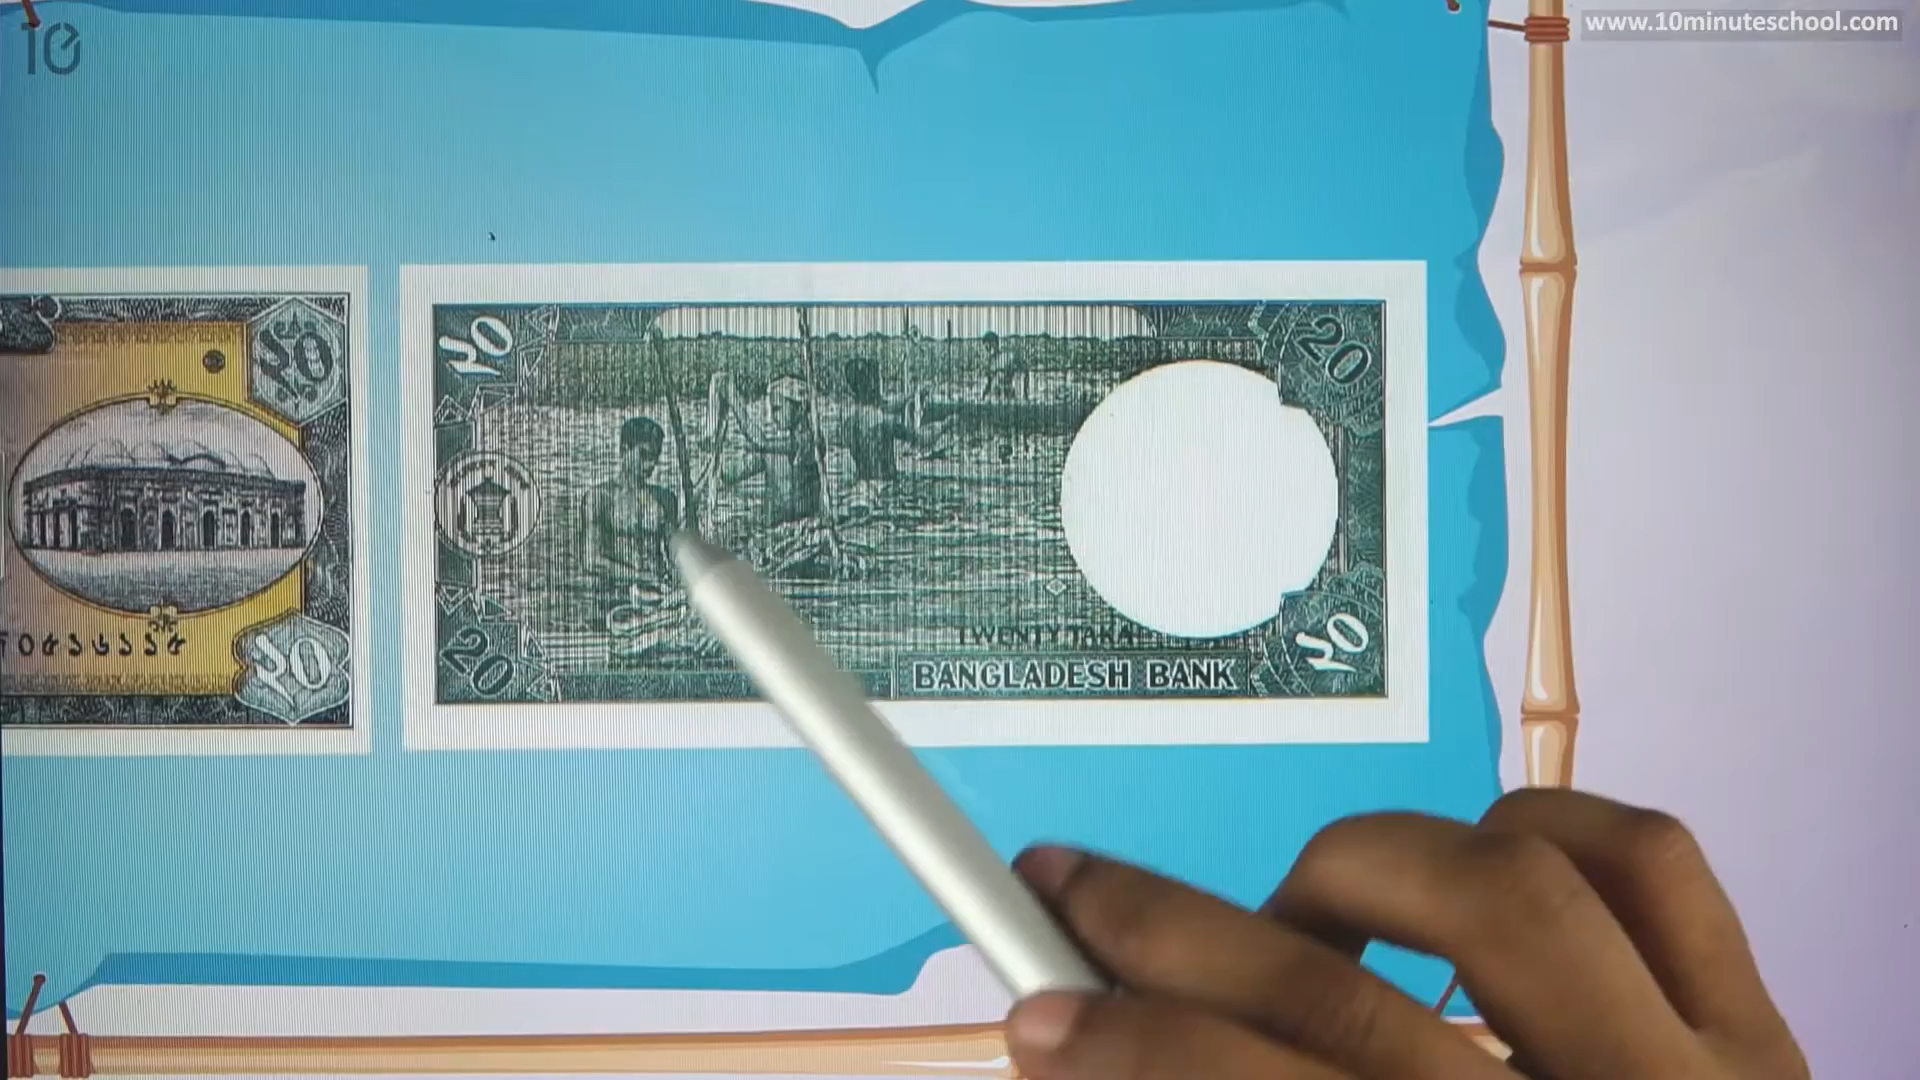 10
www.10minuteschool.com
২০
২০
২০
20
20
২০
TWENTY TAKA
BANGLADESH BANK